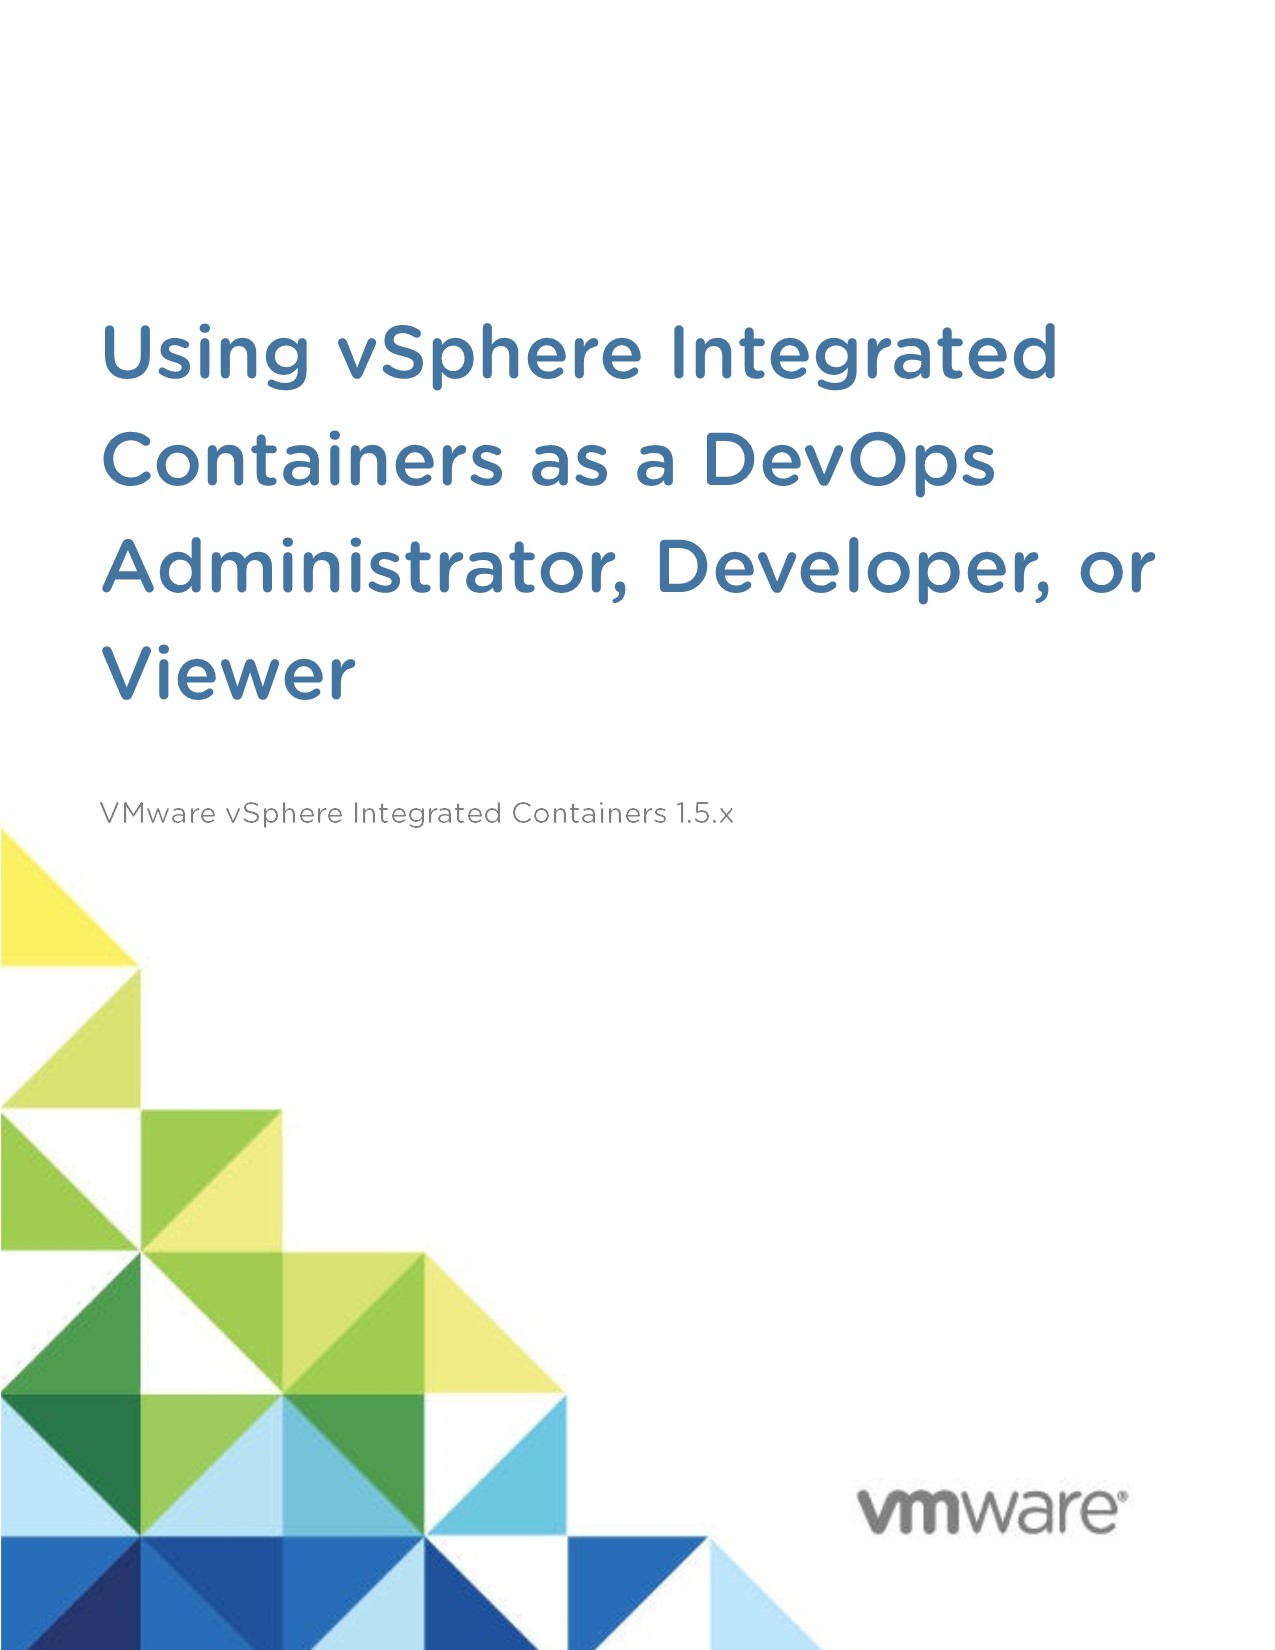 Using vSphere Integrated
Containers as a DevOps
Administrator, Developer, or
Viewer
VMware vSphere Integrated Containers 1.5.x
vmware®